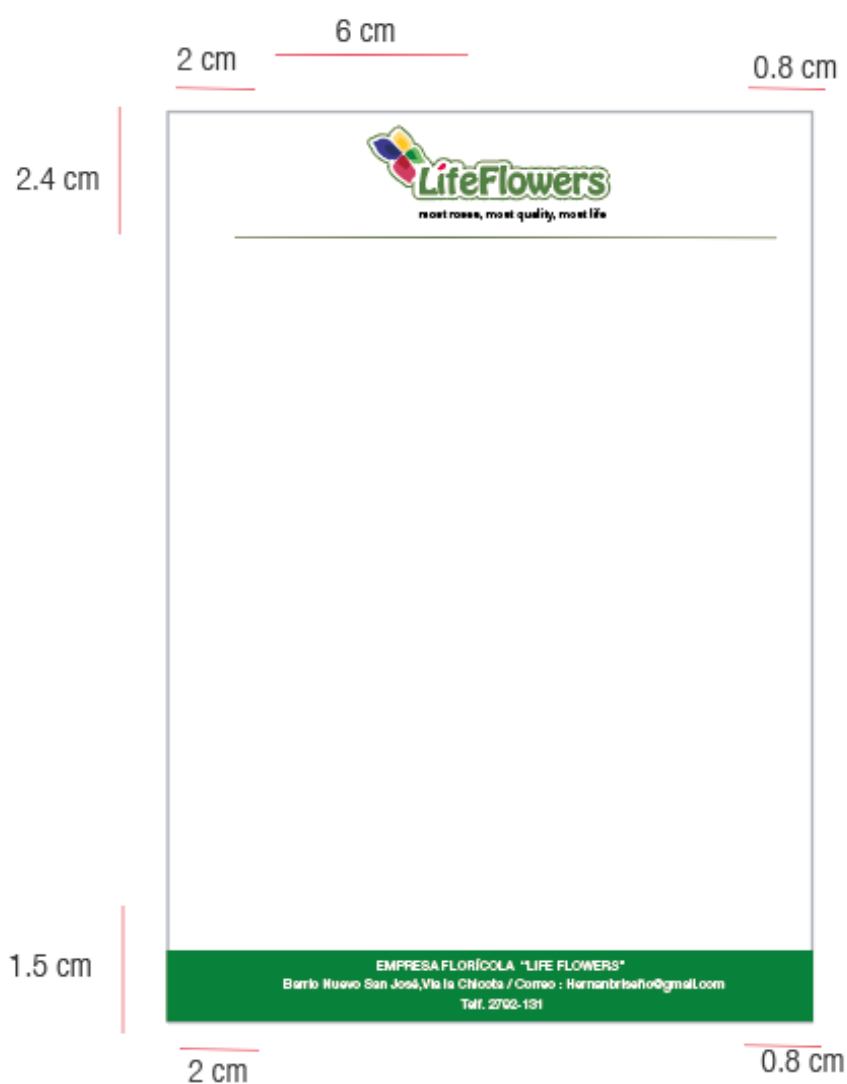 6 cm
2 cm
0.8 cm
2.4 cm
LifeFlowers
most roses, most quality, most life
1.5 cm
EMPRESA FLORÍCOLA "LIFE FLOWERS"
Barrio Nuevo San José,Via la Chicota / Correo : Hernanbriseño@gmail.com
Telf. 2792-131
2 cm
0.8 cm